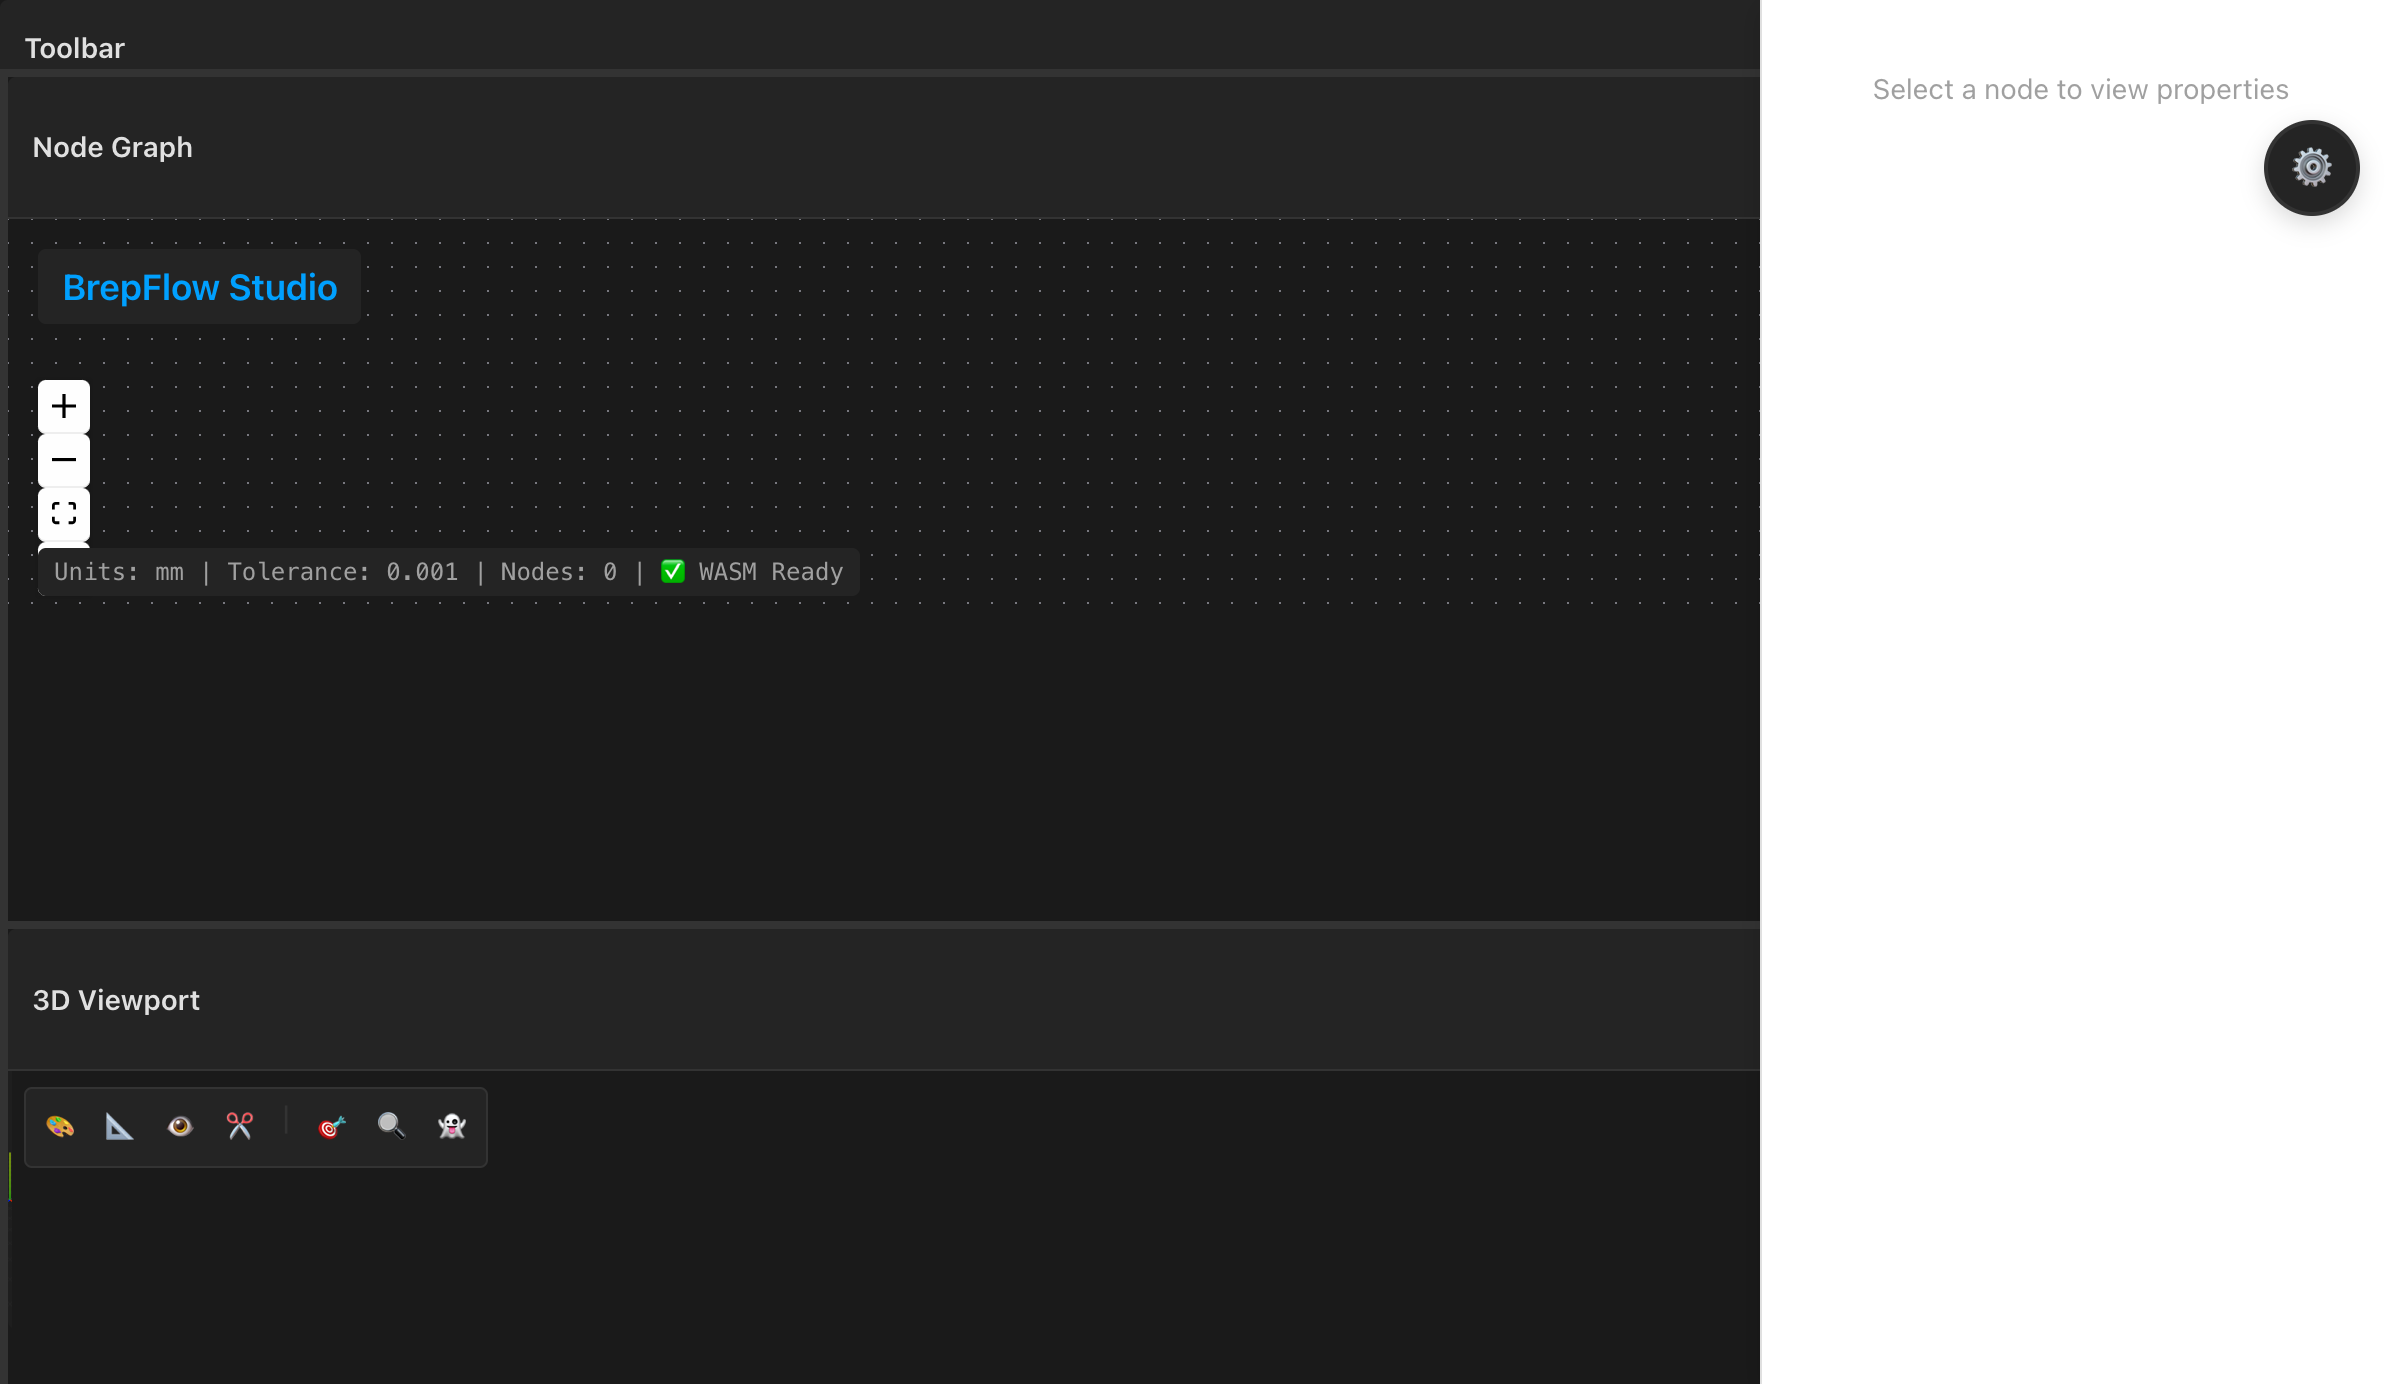 Toolbar
Select a node to view properties
Node Graph
BrepFlow Studio
Units: mm | Tolerance: 0.001 | Nodes: 0 | ✅ WASM Ready
3D Viewport